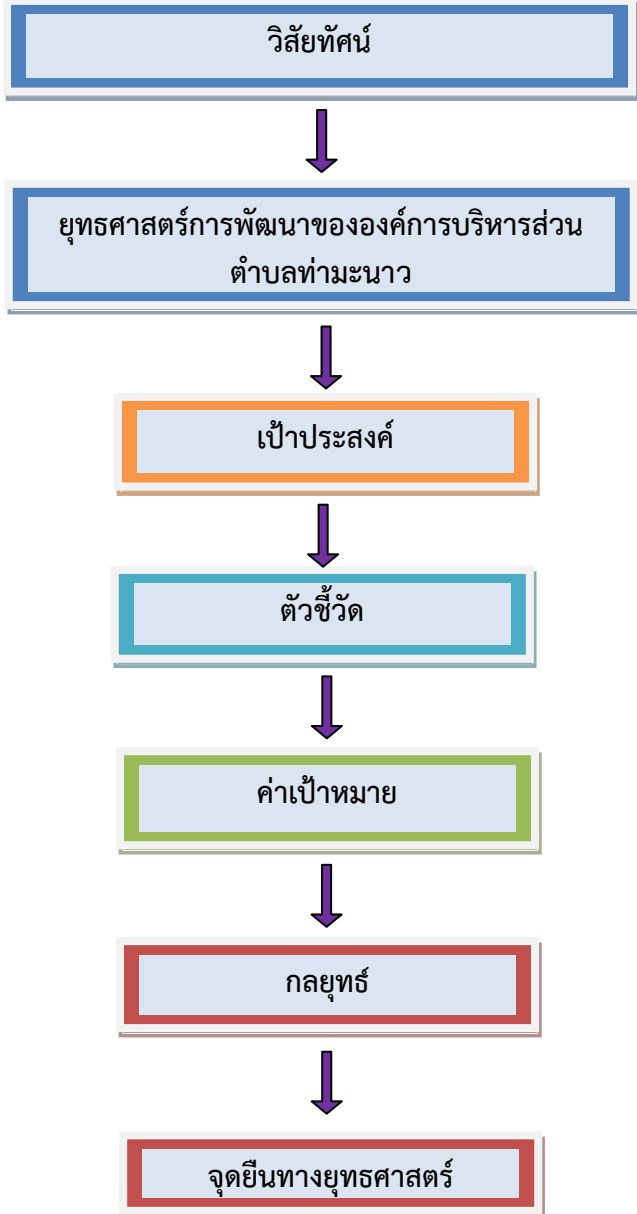 วิสัยทัศน์
ยุทธศาสตร์การพัฒนาขององค์การบริหารส่วน
ตำบลท่ามะนาว
เป้าประสงค์
ตัวชี้วัด
ค่าเป้าหมาย
กลยุทธ์
จุดยืนทางยุทธศาสตร์